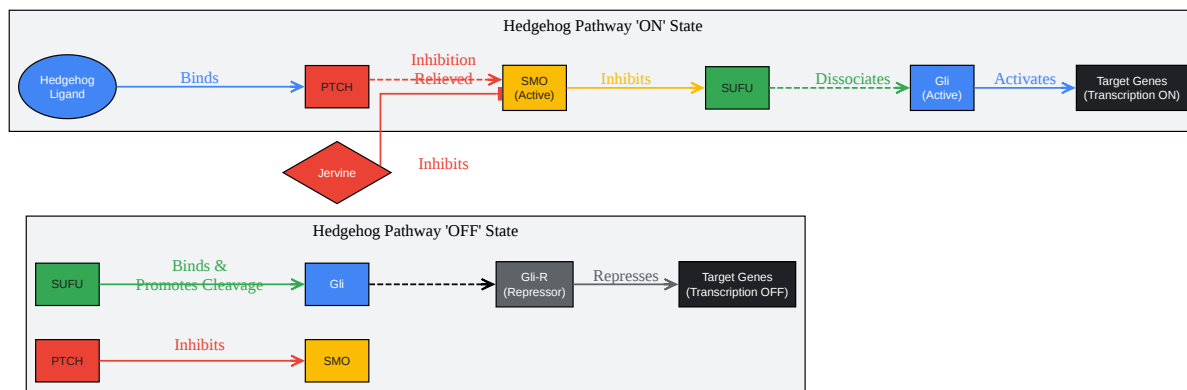 Hedgehog Pathway 'ON' State
Hedgehog
Ligand
Binds
PTCH
Inhibition
Relieved
SMO
(Active)
Inhibits
SUFU
Dissociates
Gli
(Active)
Activates
Target Genes
(Transcription ON)
Jervine
Inhibits
Hedgehog Pathway 'OFF' State
SUFU
Binds &
Promotes Cleavage
Gli
Gli-R
(Repressor)
Represses
Target Genes
(Transcription OFF)
PTCH
Inhibits
SMO